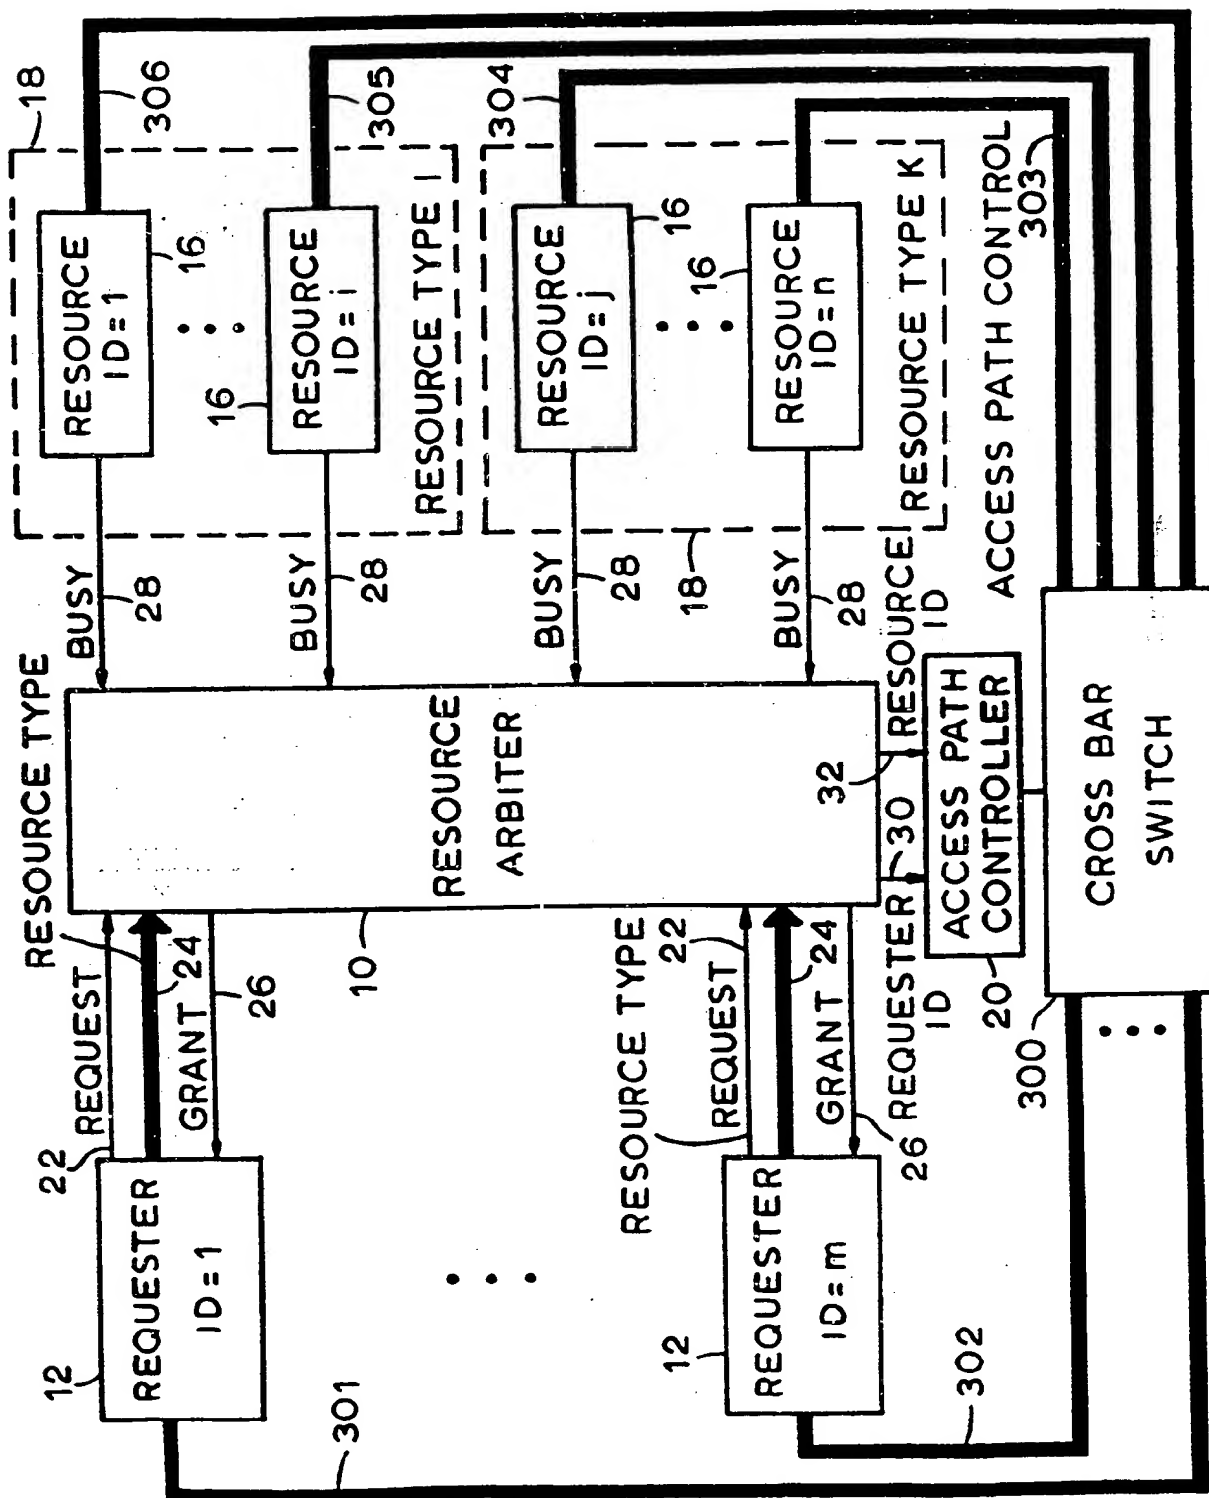 12
REQUESTER
ID=1
301
22
REQUEST
RESOURCE TYPE
24
GRANT
26
10
RESOURCE
ARBITER
BUSY
28
BUSY
28
BUSY
28
BUSY
28
18
RESOURCE
ID=1
16
306
16
RESOURCE
ID=i
305
RESOURCE TYPE I
304
RESOURCE
ID=j
16
16
RESOURCE
ID=n
RESOURCE TYPE K
18
12
REQUESTER
ID=m
302
RESOURCE TYPE
22
REQUEST
24
GRANT
26
REQUESTER
ID
30
32
RESOURCE
ID
ACCESS PATH CONTROL
303
20
ACCESS PATH
CONTROLLER
300
CROSS BAR
SWITCH